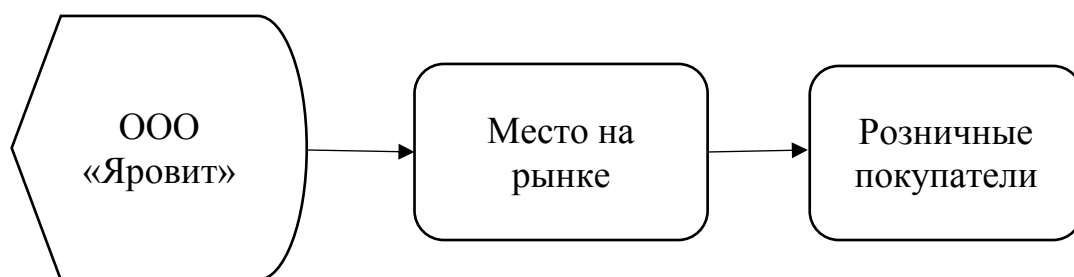 ООО
«Яровит»
Место на
рынке
Розничные
покупатели